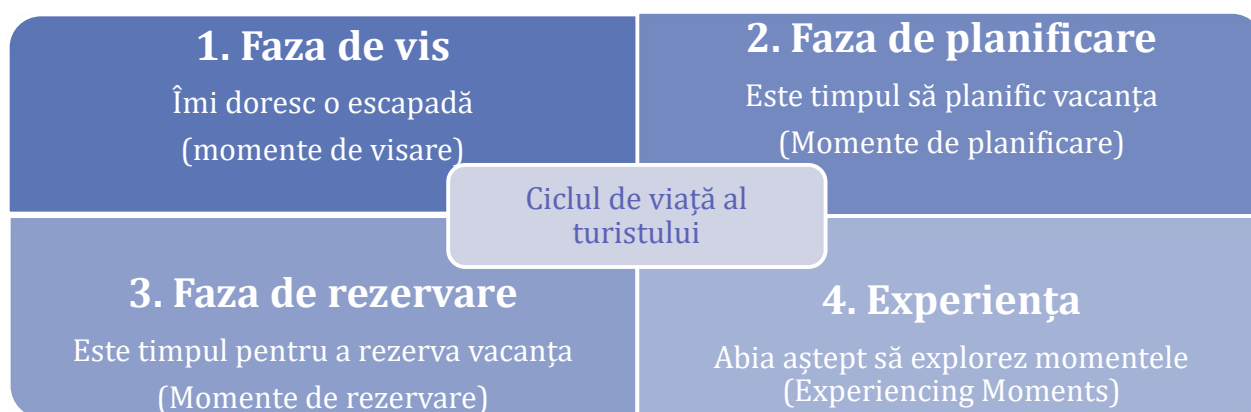 1. Faza de vis
Îmi doresc o escapadă
(momente de visare)
2. Faza de planificare
Este timpul să planific vacanța
(Momente de planificare)
Ciclul de viață al
turistului
3. Faza de rezervare
Este timpul pentru a rezerva vacanța
(Momente de rezervare)
4. Experiența
Abia aștept să explorez momentele
(Experiencing Moments)